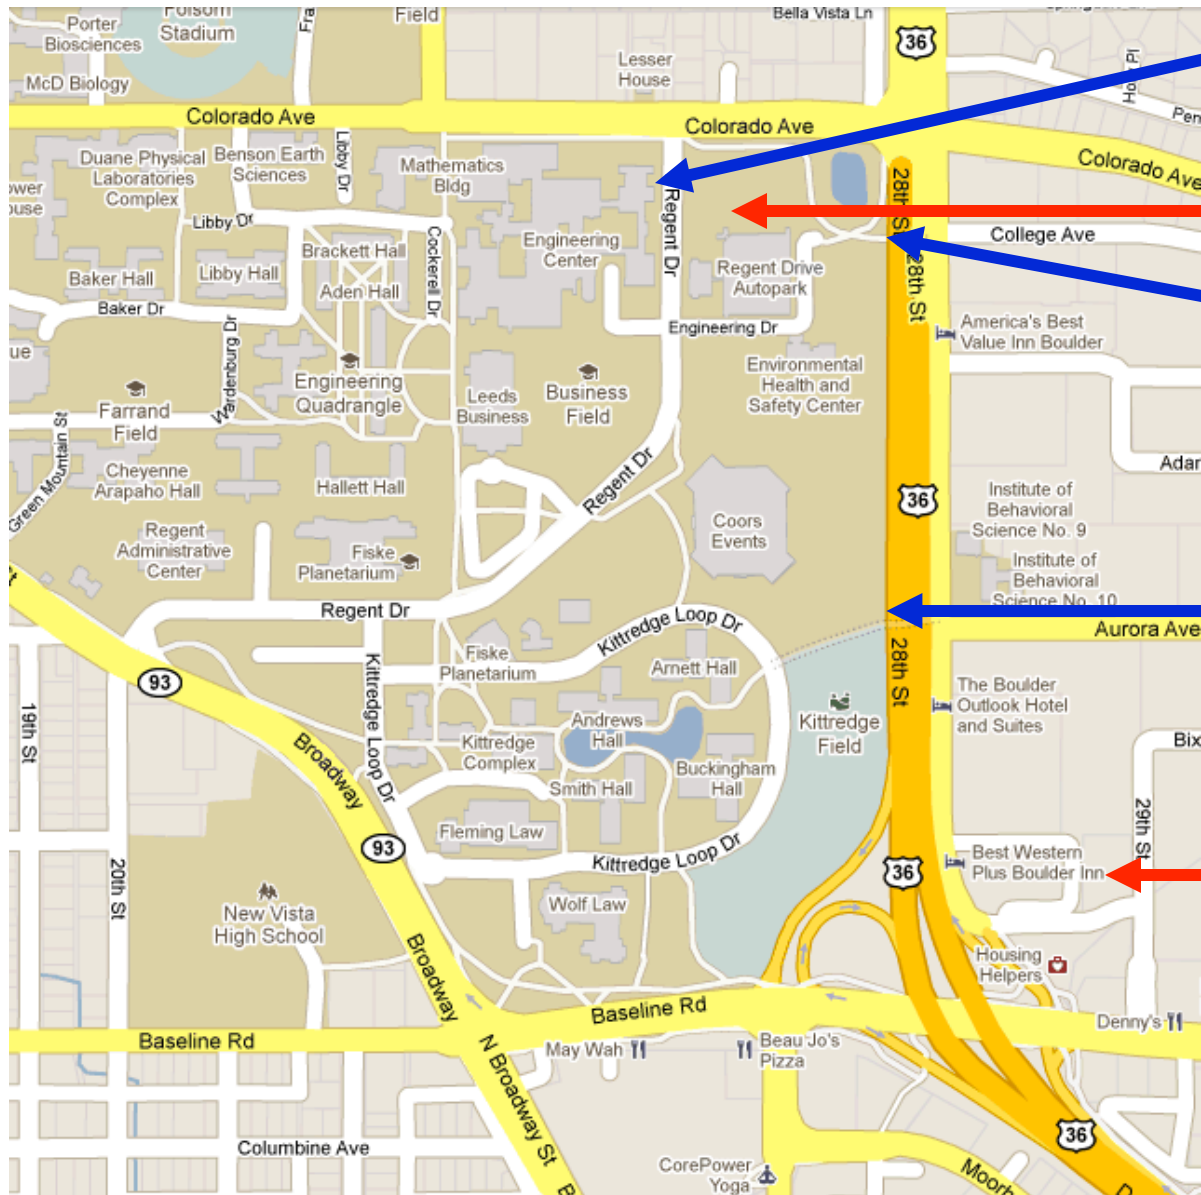 Folsom
Stadium
Field
Bella Vista Ln
Porter
Biosciences
McD Biology
Lesser
House
36
Colorado Ave
Colorado Ave
Colorado Ave
Duane Physical
Laboratories
Complex
Benson Earth
Sciences
Libby Dr
Mathematics
Bldg
Regent Dr
28th St
28th St
College Ave
Libby Dr
Brackett Hall
Cockerell Dr
Engineering
Center
Regent Drive
Autopark
Baker Hall
Libby Hall
Aden Hall
Baker Dr
Engineering Dr
America's Best
Value Inn Boulder
Wardenburg Dr
Environmental
Health and
Safety Center
Engineering
Quadrangle
Leeds
Business
Business
Field
Farrand
Field
Green Mountain St
Cheyenne
Arapaho Hall
Hallett Hall
Regent Dr
36
Institute of
Behavioral
Science No. 9
Coors
Events
Regent
Administrative
Center
Fiske
Planetarium
Institute of
Behavioral
Science No. 10
Regent Dr
Kittredge Loop Dr
Aurora Ave
28th St
Fiske
Planetarium
Arnett Hall
93
Kittredge Loop Dr
The Boulder
Outlook Hotel
and Suites
19th St
Andrews
Hall
Kittredge
Field
Broadway
Kittredge
Complex
Buckingham
Hall
Smith Hall
29th St
Fleming Law
93
Kittredge Loop Dr
Best Western
Plus Boulder Inn
36
20th St
New Vista
High School
Wolf Law
Broadway
Housing
Helpers
Baseline Rd
Denny's
Baseline Rd
May Wah
Beau Jo's
Pizza
N Broadway St
36
Columbine Ave
CorePower
Yoga